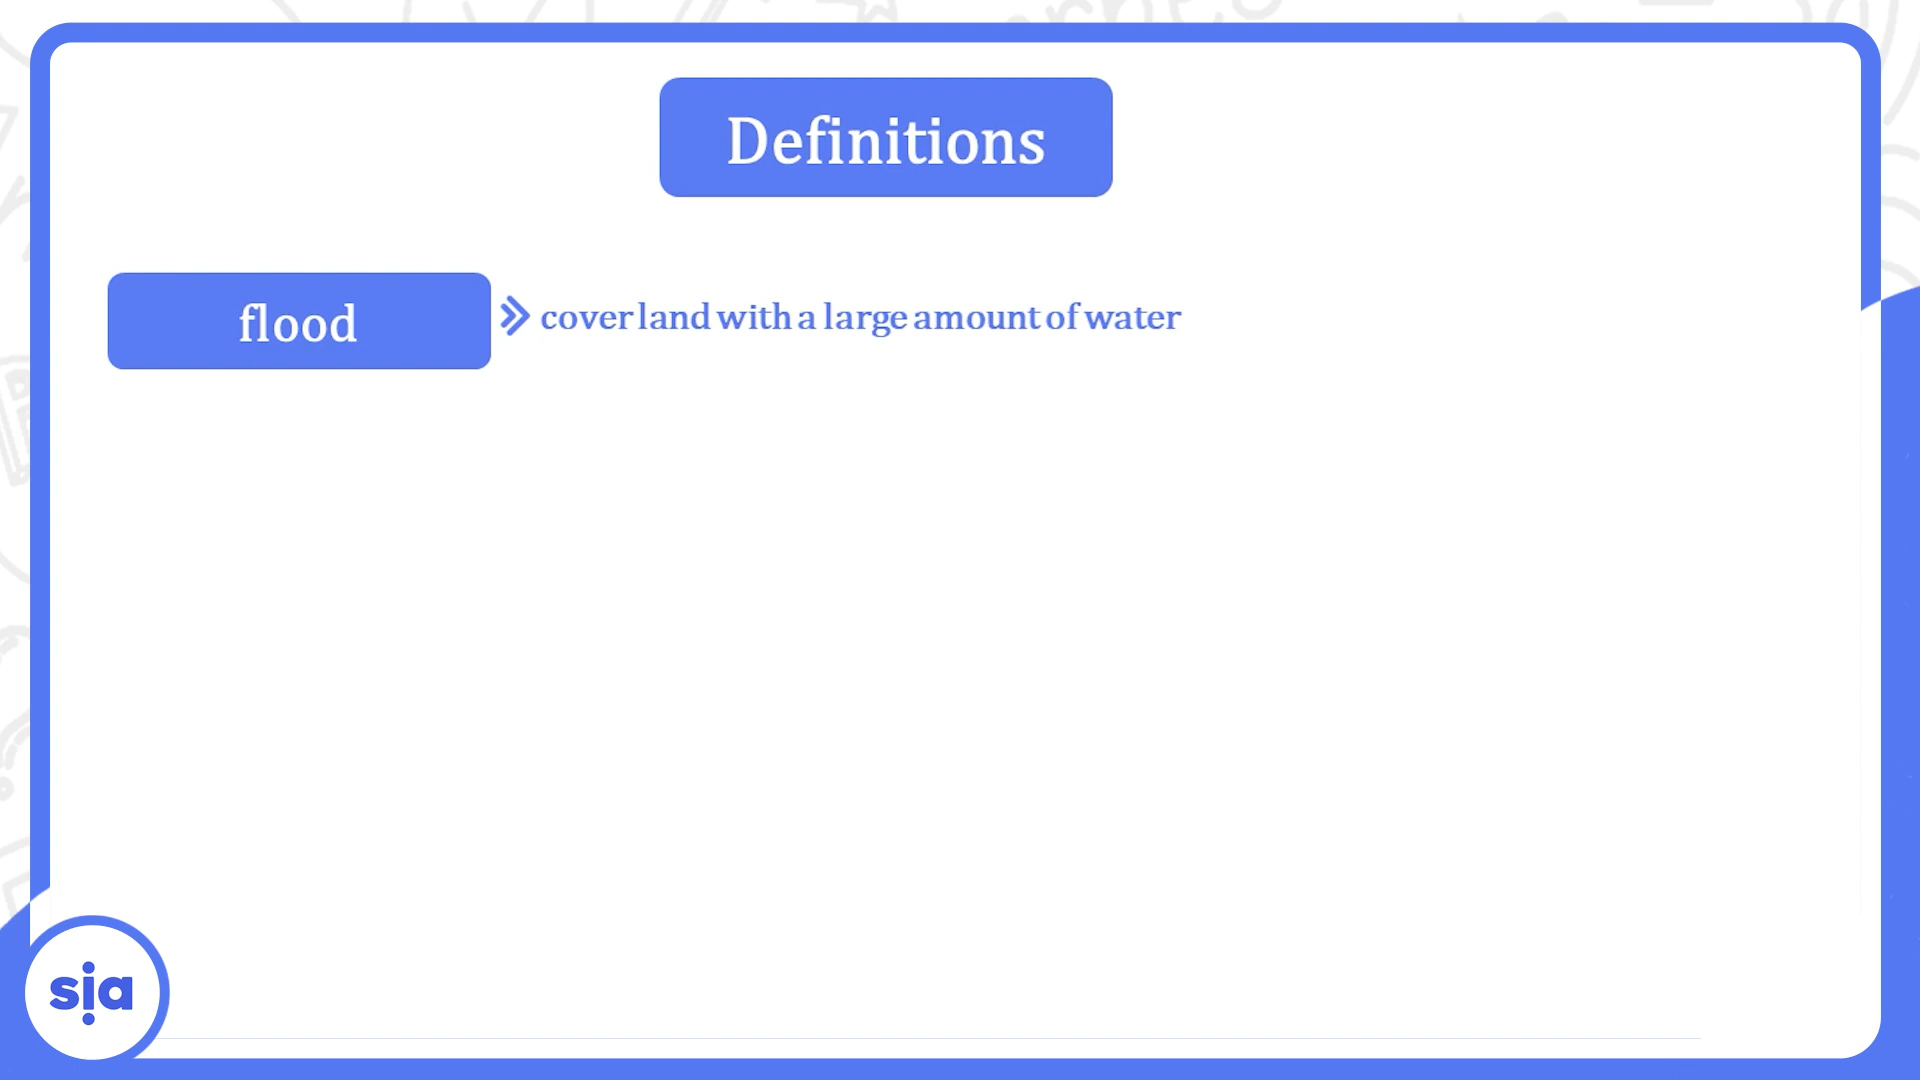 Definitions
flood
cover land with a large amount of water
sia